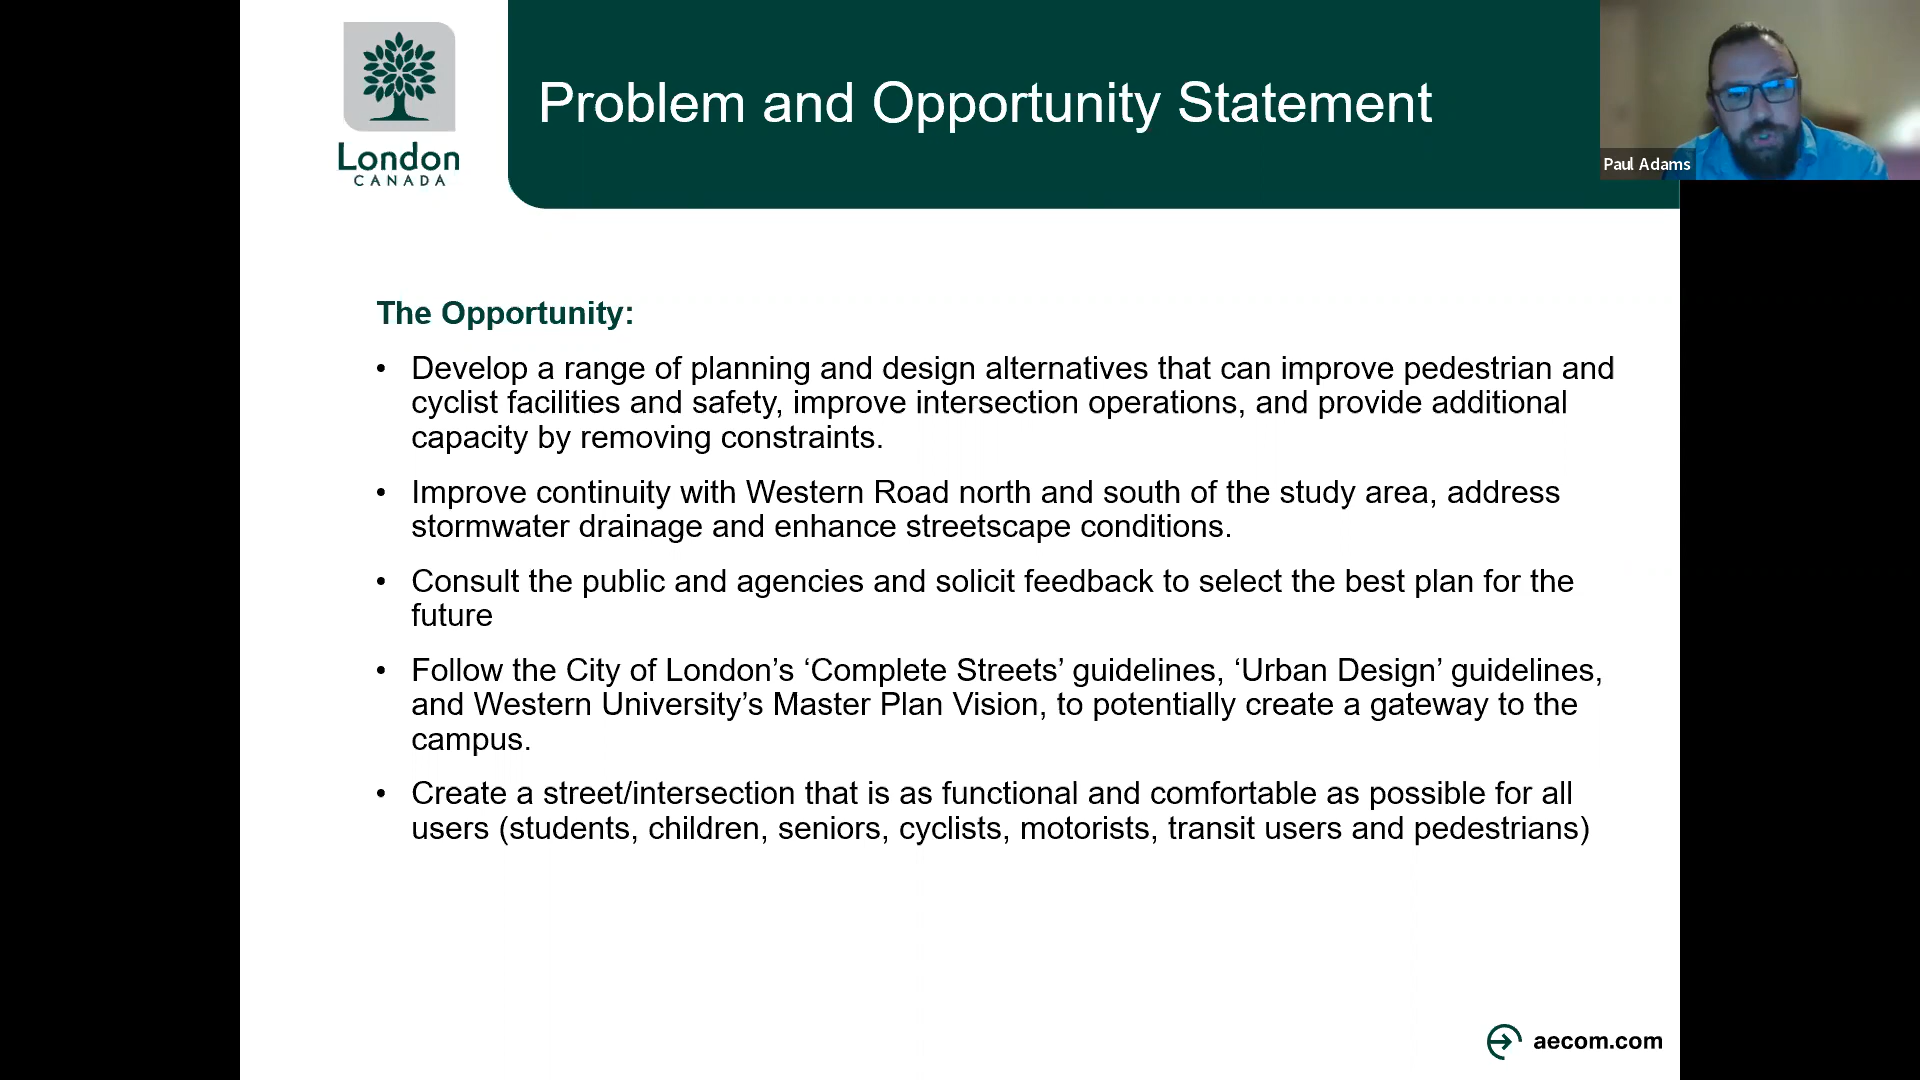 London
CANADA
Problem and Opportunity Statement
Paul Adams
The Opportunity:
• Develop a range of planning and design alternatives that can improve pedestrian and
cyclist facilities and safety, improve intersection operations, and provide additional
capacity by removing constraints.
• Improve continuity with Western Road north and south of the study area, address
stormwater drainage and enhance streetscape conditions.
• Consult the public and agencies and solicit feedback to select the best plan for the
future
• Follow the City of London’s ‘Complete Streets’ guidelines, ‘Urban Design’ guidelines,
and Western University’s Master Plan Vision, to potentially create a gateway to the
campus.
• Create a street/intersection that is as functional and comfortable as possible for all
users (students, children, seniors, cyclists, motorists, transit users and pedestrians)
aecom.com